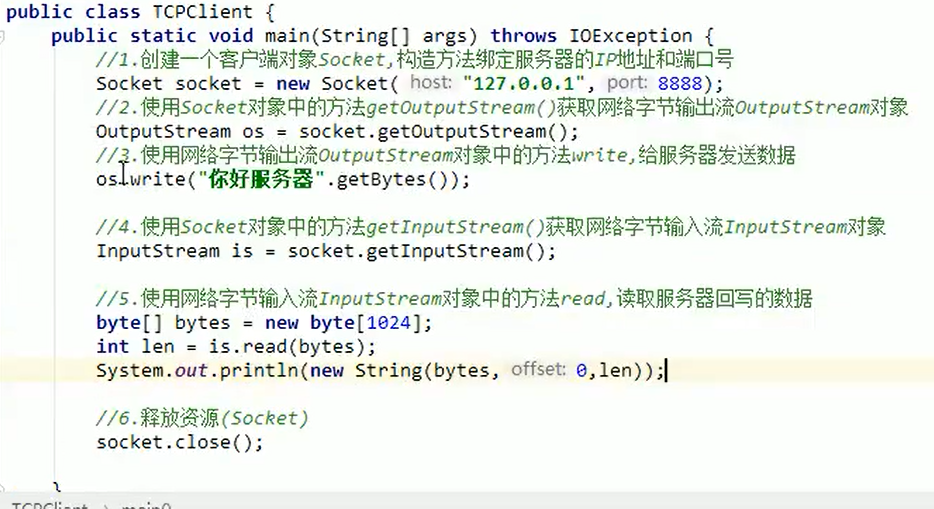 public class TCPClient {
public static void main(String[] args) throws IOException {
//1.创建一个客户端对象Socket,构造方法绑定服务器的IP地址和端口号
Socket socket = new Socket( host: "127.0.0.1", port: 8888);
//2.使用Socket对象中的方法getOutputStream()获取网络字节输出流OutputStream对象
OutputStream os = socket.getOutputStream();
//3.使用网络字节输出流OutputStream对象中的方法write,给服务器发送数据
os.write("你好服务器".getBytes());
//4.使用Socket对象中的方法getInputStream()获取网络字节输入流InputStream对象
InputStream is = socket.getInputStream();
//5.使用网络字节输入流InputStream对象中的方法read,读取服务器回写的数据
byte[] bytes = new byte[1024];
int len = is.read(bytes);
System.out.println(new String(bytes, offset: 0,len));
//6.释放资源(Socket)
socket.close();
}
TCPClient > main()